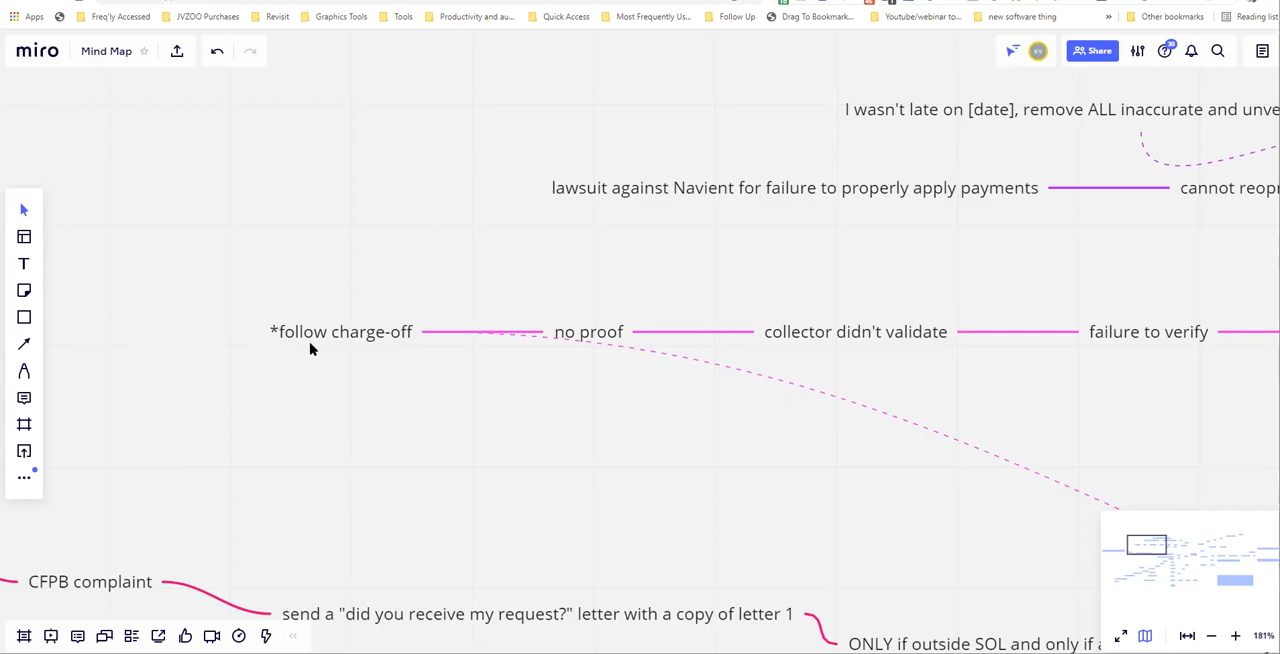 Apps
Freq'ly Accessed
JVZOO Purchases
Revisit
Graphics Tools
Tools
Productivity and au...
Quick Access
Most Frequently Us...
Follow Up
Drag To Bookmark...
Youtube/webinar to...
new software thing
»
Other bookmarks
Reading list
miro
Mind Map
Share
30
I wasn't late on [date], remove ALL inaccurate and unve
lawsuit against Navient for failure to properly apply payments
cannot reopr
*follow charge-off
no proof
collector didn't validate
failure to verify
CFPB complaint
send a "did you receive my request?" letter with a copy of letter 1
ONLY if outside SOL and only if a
181%